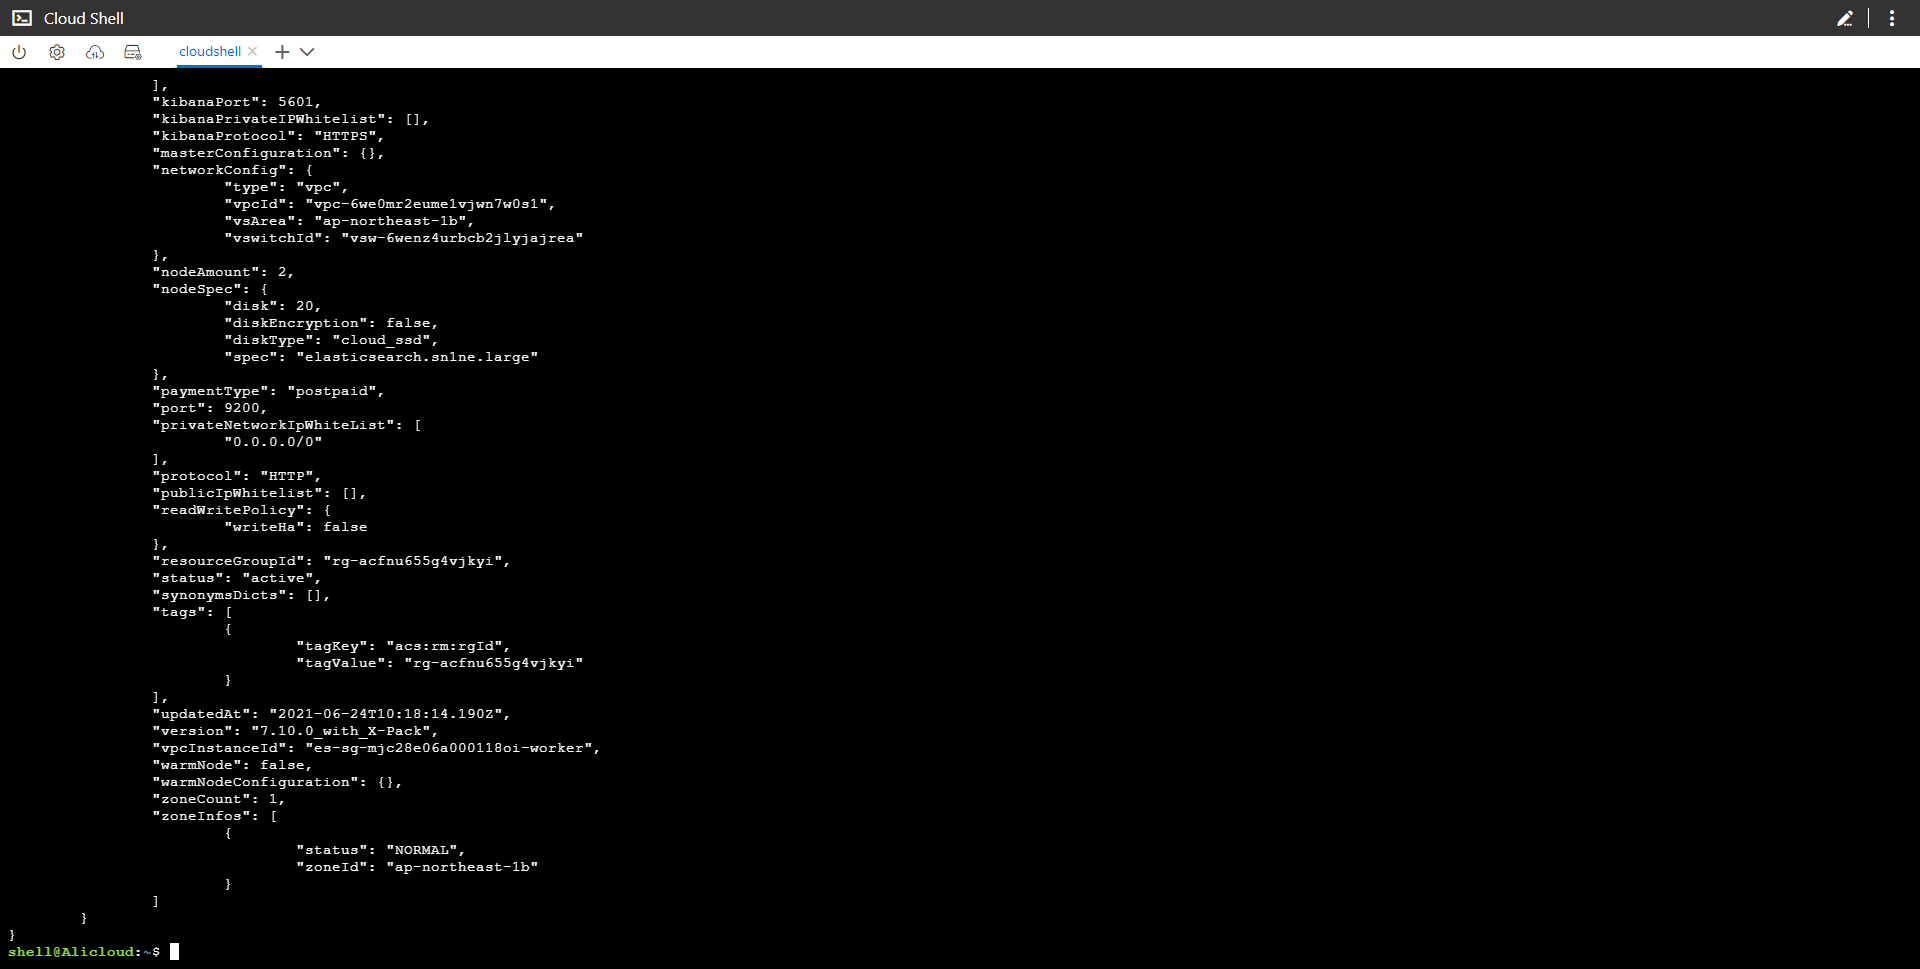 Cloud Shell
cloudshell
],
"kibanaPort": 5601,
"kibanaPrivateIPWhitelist": [],
"kibanaProtocol": "HTTPS",
"masterConfiguration": {},
"networkConfig": {
"type": "vpc",
"vpcId": "vpc-6we0mr2eume1vjwn7w0s1",
"vsArea": "ap-northeast-1b",
"vswitchId": "vsw-6wenz4urbcb2jlyjajrea"
},
"nodeAmount": 2,
"nodeSpec": {
"disk": 20,
"diskEncryption": false,
"diskType": "cloud_ssd",
"spec": "elasticsearch.sn1ne.large"
},
"paymentType": "postpaid",
"port": 9200,
"privateNetworkIpWhiteList": [
"0.0.0.0/0"
],
"protocol": "HTTP",
"publicIpWhitelist": [],
"readWritePolicy": {
"writeHa": false
},
"resourceGroupId": "rg-acfnu655g4vjkyi",
"status": "active",
"synonymsDicts": [],
"tags": [
{
"tagKey": "acs:rm:rgId",
"tagValue": "rg-acfnu655g4vjkyi"
}
],
"updatedAt": "2021-06-24T10:18:14.190Z",
"version": "7.10.0_with_X-Pack",
"vpcInstanceId": "es-sg-mjc28e06a000118oi-worker",
"warmNode": false,
"warmNodeConfiguration": {},
"zoneCount": 1,
"zoneInfos": [
{
"status": "NORMAL",
"zoneId": "ap-northeast-1b"
}
]
}
}
shell@Alicloud:~$